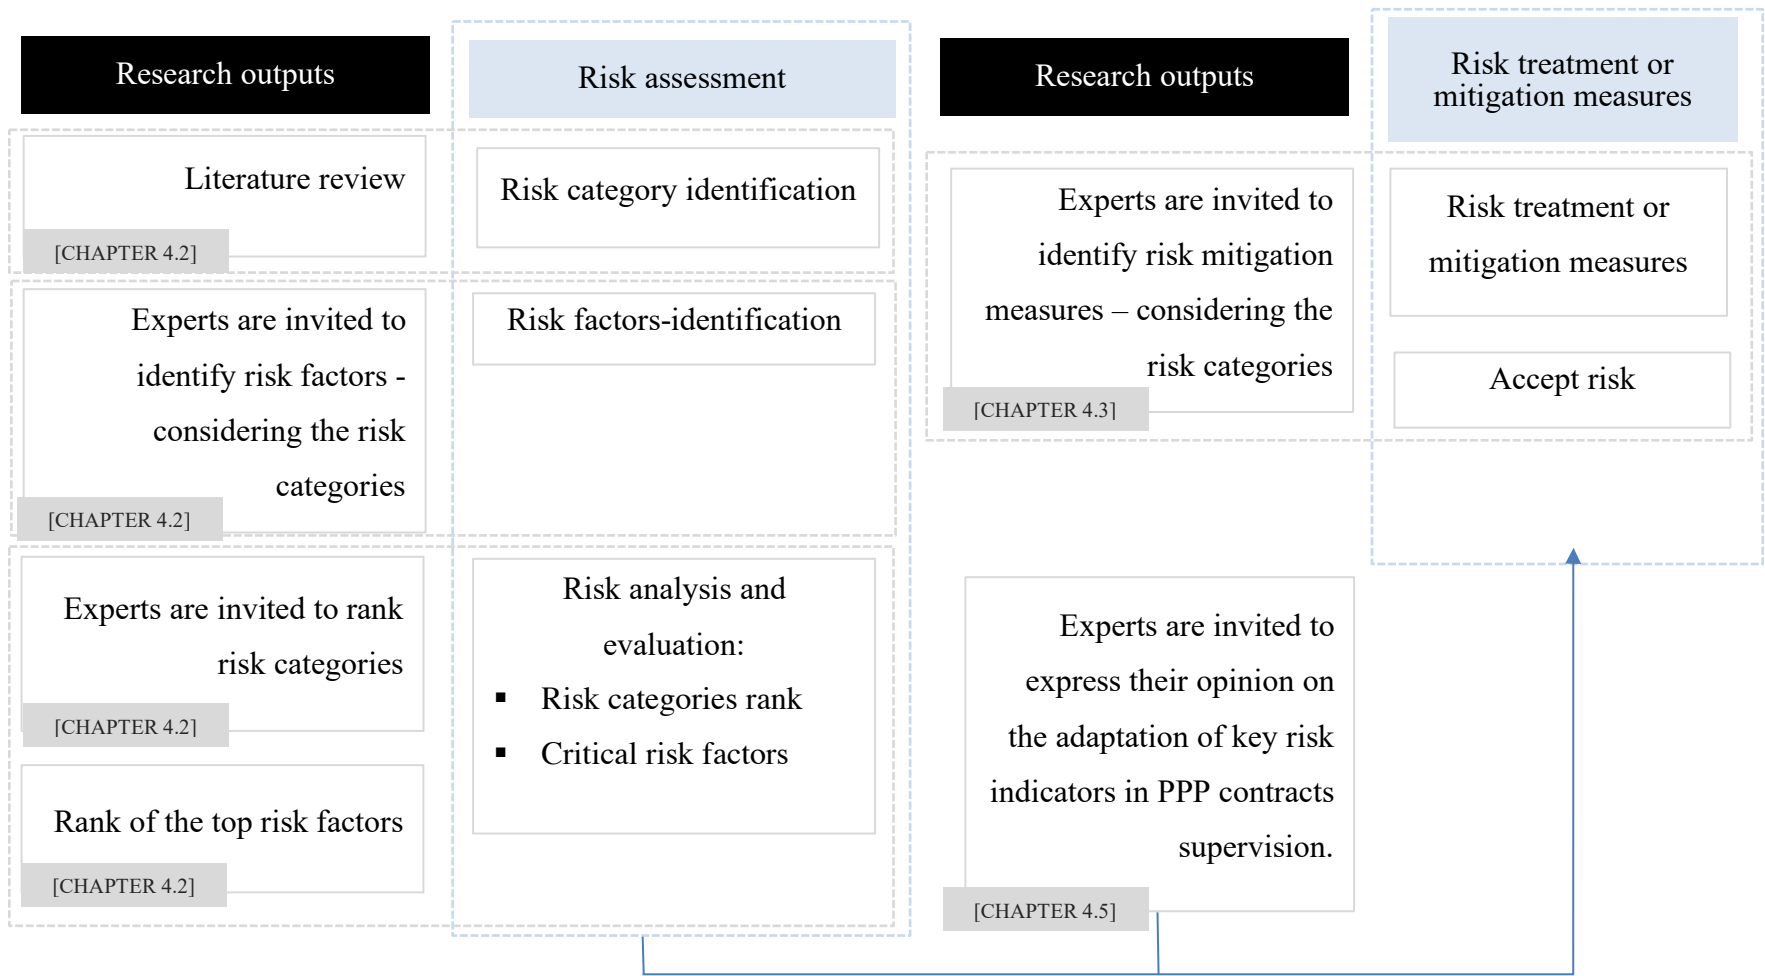 Research outputs
Risk assessment
Literature review
[CHAPTER 4.2]
Risk category identification
Experts are invited to
identify risk factors -
considering the risk
categories
[CHAPTER 4.2]
Risk factors-identification
Experts are invited to rank
risk categories
[CHAPTER 4.2]
Rank of the top risk factors
[CHAPTER 4.2]
Risk analysis and
evaluation:
▪ Risk categories rank
▪ Critical risk factors
Research outputs
Risk treatment or
mitigation measures
Experts are invited to
identify risk mitigation
measures – considering the
risk categories
[CHAPTER 4.3]
Risk treatment or
mitigation measures
Accept risk
Experts are invited to
express their opinion on
the adaptation of key risk
indicators in PPP contracts
supervision.
[CHAPTER 4.5]